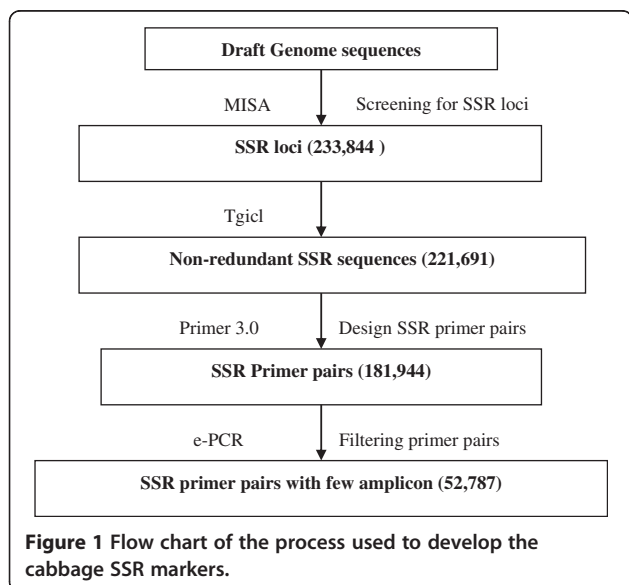 Draft Genome sequences
MISA Screening for SSR loci
SSR loci (233,844 )
Tgicl
Non-redundant SSR sequences (221,691)
Primer 3.0 Design SSR primer pairs
SSR Primer pairs (181,944)
e-PCR Filtering primer pairs
SSR primer pairs with few amplicon (52,787)
Figure 1 Flow chart of the process used to develop the
cabbage SSR markers.